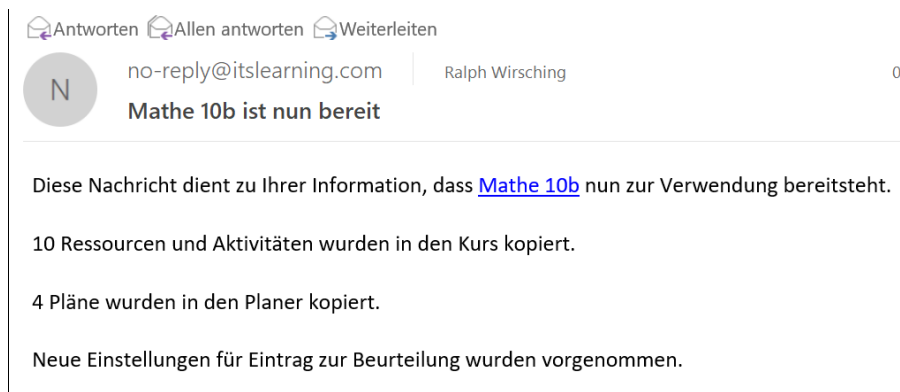 Antworten Allen antworten Weiterleiten
N
no-reply@itslearning.com Ralph Wirsching 0
Mathe 10b ist nun bereit
Diese Nachricht dient zu Ihrer Information, dass Mathe 10b nun zur Verwendung bereitsteht.
10 Ressourcen und Aktivitäten wurden in den Kurs kopiert.
4 Pläne wurden in den Planer kopiert.
Neue Einstellungen für Eintrag zur Beurteilung wurden vorgenommen.